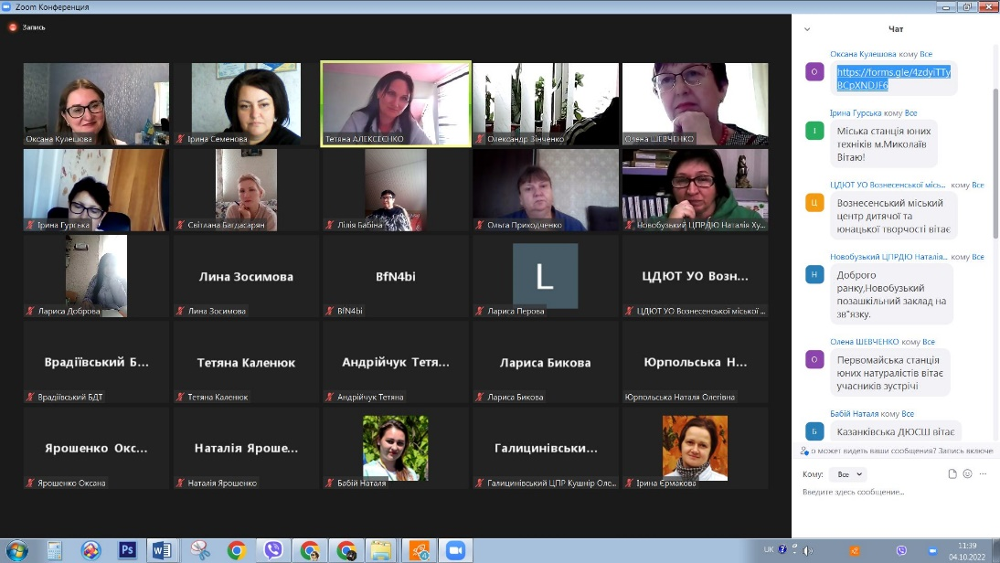 Zoom Конференция
Запись
Оксана Кулешова
Ірина Семенова
Тетяна АЛЕКСЕЄНКО
Олександр Зінченко
Олена ШЕВЧЕНКО
Ірина Гурська
Світлана Багдасарян
Лілія Бабіна
Ольга Приходченко
Новобузький ЦПРДЮ Наталія Ху...
Лариса Доброва
Лина Зосимова
Лина Зосимова
BfN4bi
BfN4bi
L
Лариса Перова
ЦДЮТ УО Возн...
ЦДЮТ УО Вознесенської міської ...
Врадіївський Б...
Врадіївський БДТ
Тетяна Каленюк
Тетяна Каленюк
Андрійчук Тетя...
Андрійчук Тетяна
Лариса Бикова
Лариса Бикова
Юрпольська Н...
Юрпольська Наталя Олегівна
Ярошенко Окс...
Ярошенко Оксана
Наталія Яроше...
Наталія Ярошенко
Бабій Наталя
Галицинівськи...
Галицинівський ЦПР Кушнір Оле...
Ірина Єрмакова
Чат
Оксана Кулешова кому Все
О
https://forms.gle/4zdyiTTy
BCpXNDJF6
Ірина Гурська кому Все
І
Міська станція юних
техніків м.Миколаїв
Вітаю!
ЦДЮТ УО Вознесенської місь... кому Все
Ц
Вознесенський міський
центр дитячої та
юнацької творчості вітає
Новобузький ЦПРДЮ Наталія... кому Все
Н
Доброго
ранку,Новобузький
позашкільний заклад на
зв"язку.
Олена ШЕВЧЕНКО кому Все
О
Первомайська станція
юних натуралістів вітає
учасників зустрічі
Бабій Наталя кому Все
Б
Казанківська ДЮСШ вітає
о может видеть ваши сообщения? Запись включе
Кому: Все
Введите здесь сообщение...
Ps
W
4
UK
11:39
04.10.2022